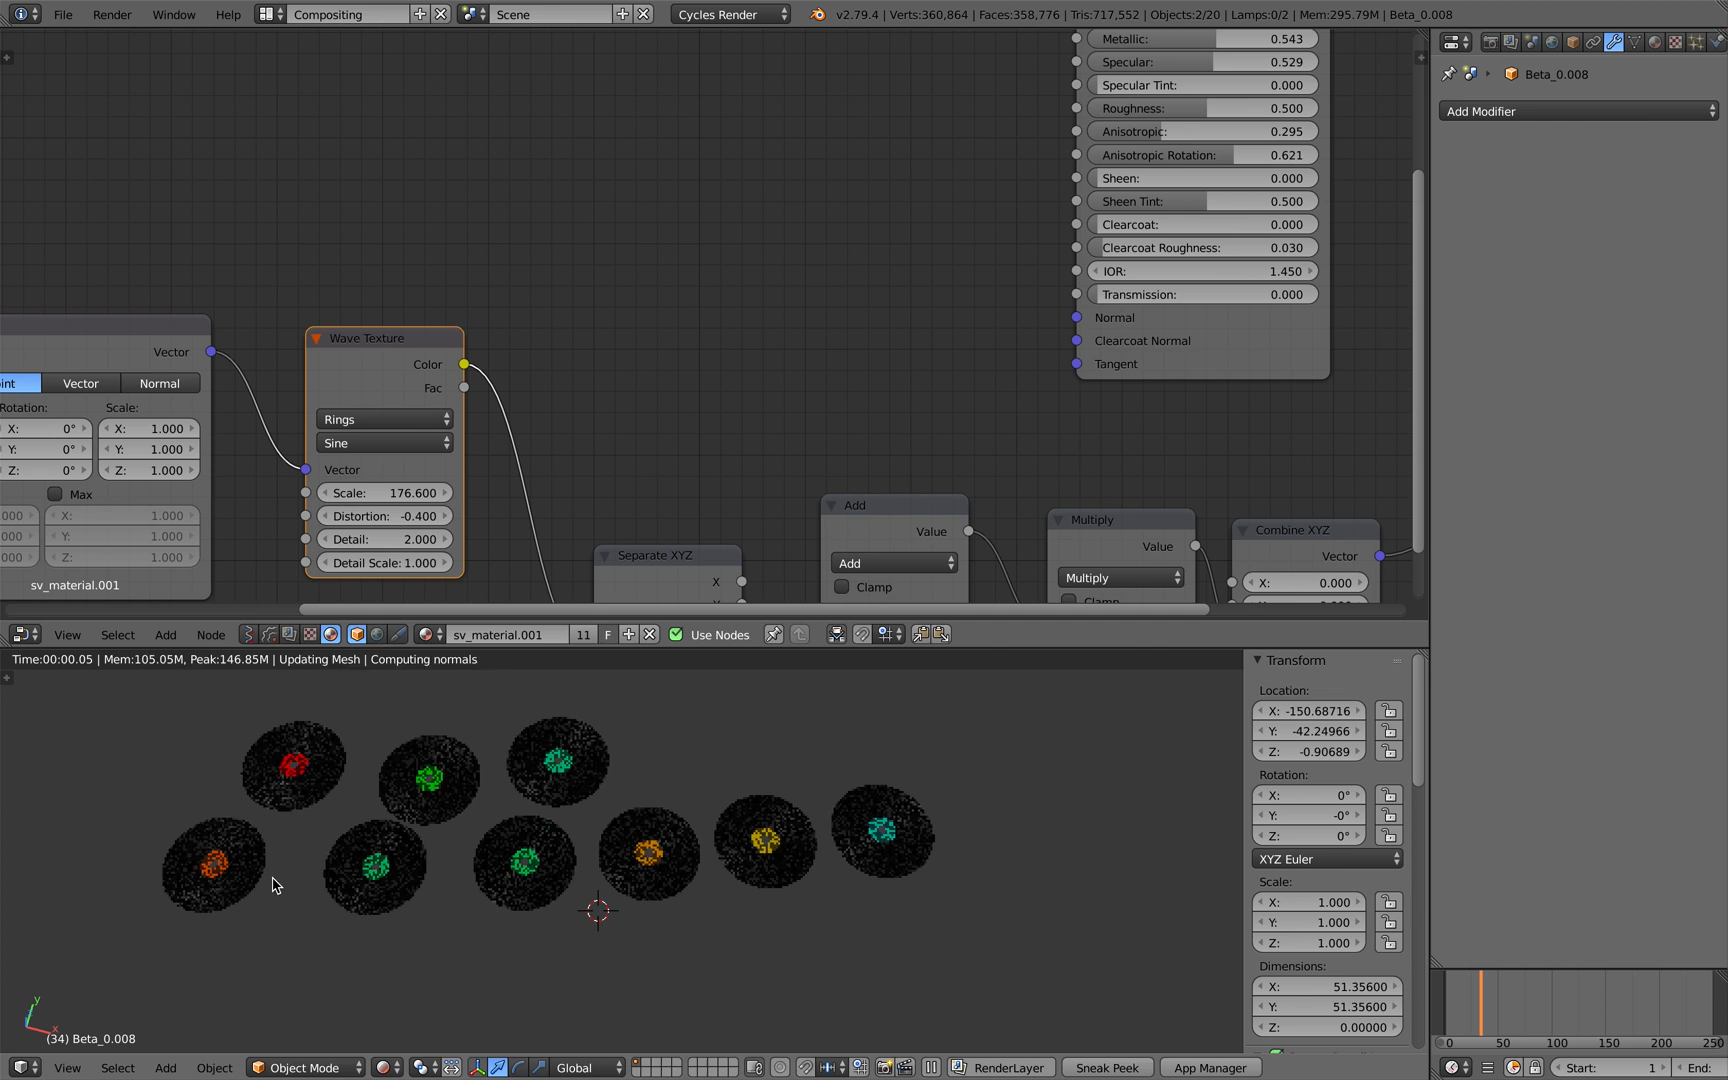 File Render Window Help Compositing Scene Cycles Render v2.79.4 | Verts:360,864 | Faces:358,776 | Tris:717,552 | Objects:2/20 | Lamps:0/2 | Mem:295.79M | Beta_0.008
Metallic: 0.543
Specular: 0.529
Specular Tint: 0.000
Roughness: 0.500
Anisotropic: 0.295
Anisotropic Rotation: 0.621
Sheen: 0.000
Sheen Tint: 0.500
Clearcoat: 0.000
Clearcoat Roughness: 0.030
IOR: 1.450
Transmission: 0.000
Normal
Clearcoat Normal
Tangent
Beta_0.008
Add Modifier
Vector
Vector Normal
Rotation: Scale:
X: 0° X: 1.000
Y: 0° Y: 1.000
Z: 0° Z: 1.000
Max
X: 1.000
Y: 1.000
Z: 1.000
sv_material.001
Wave Texture
Color
Fac
Rings
Sine
Vector
Scale: 176.600
Distortion: -0.400
Detail: 2.000
Detail Scale: 1.000
Separate XYZ
X
Add
Value
Add
Clamp
Multiply
Value
Multiply
Clamp
Combine XYZ
Vector
X: 0.000
View Select Add Node sv_material.001 11 F Use Nodes
Time:00:00.05 | Mem:105.05M, Peak:146.85M | Updating Mesh | Computing normals
Transform
Location:
X: -150.68716
Y: -42.24966
Z: -0.90689
Rotation:
X: 0°
Y: -0°
Z: 0°
XYZ Euler
Scale:
X: 1.000
Y: 1.000
Z: 1.000
Dimensions:
X: 51.35600
Y: 51.35600
Z: 0.00000
y
x
(34) Beta_0.008
0 50 100 150 200 250
View Select Add Object Object Mode Global RenderLayer Sneak Peek App Manager
Start: 1 End: